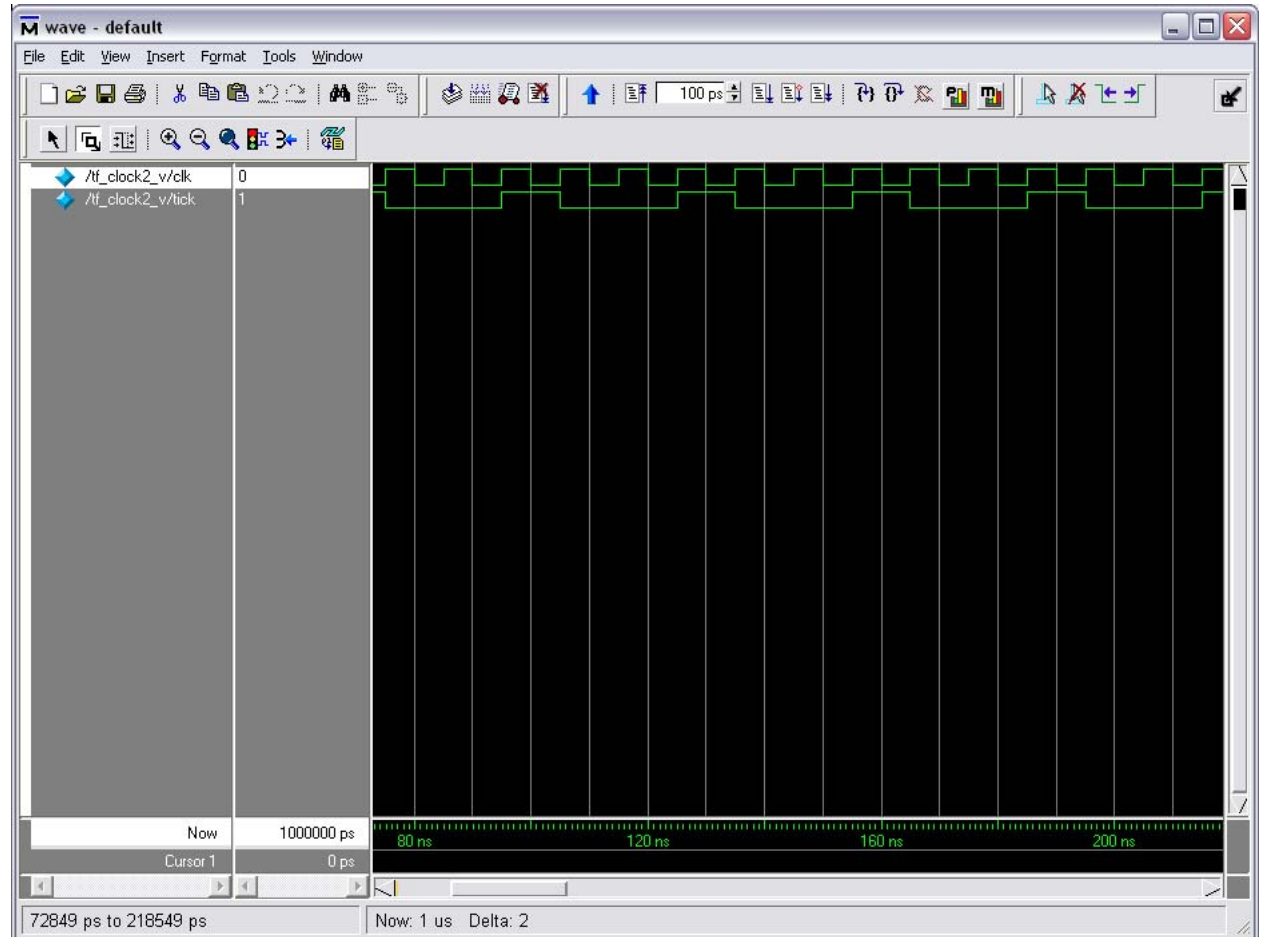 wave - default
File Edit View Insert Format Tools Window
100 ps
/tf_clock2_v/clk 0
/tf_clock2_v/tick 1
Now 1000000 ps
Cursor 1 0 ps
80 ns 120 ns 160 ns 200 ns
72849 ps to 218549 ps Now: 1 us Delta: 2